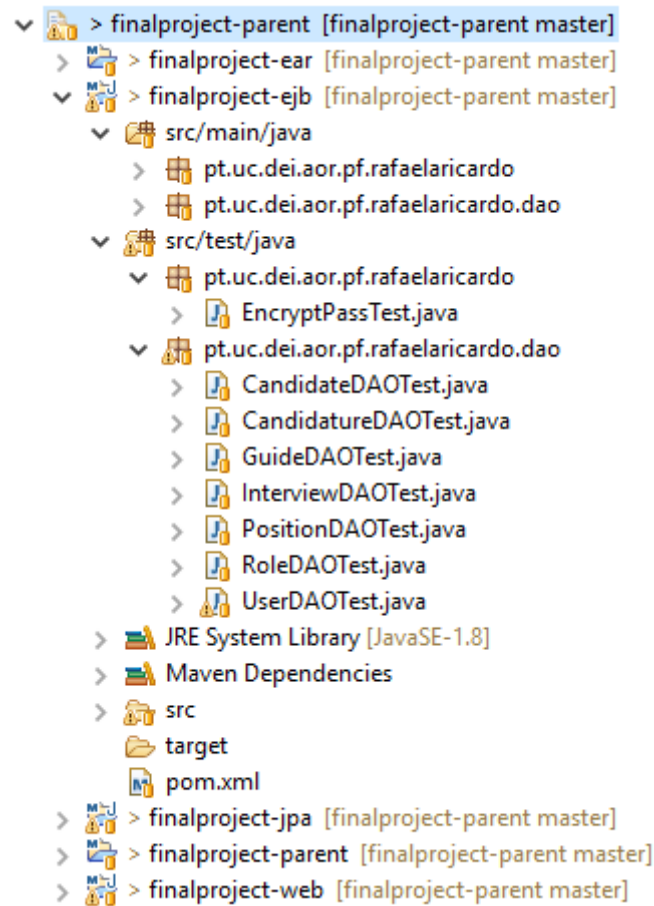 > finalproject-parent [finalproject-parent master]
> finalproject-ear [finalproject-parent master]
> finalproject-ejb [finalproject-parent master]
src/main/java
pt.uc.dei.aor.pf.rafaelaricardo
pt.uc.dei.aor.pf.rafaelaricardo.dao
src/test/java
pt.uc.dei.aor.pf.rafaelaricardo
EncryptPassTest.java
pt.uc.dei.aor.pf.rafaelaricardo.dao
CandidateDAOTest.java
CandidatureDAOTest.java
GuideDAOTest.java
InterviewDAOTest.java
PositionDAOTest.java
RoleDAOTest.java
UserDAOTest.java
JRE System Library [JavaSE-1.8]
Maven Dependencies
src
target
pom.xml
> finalproject-jpa [finalproject-parent master]
> finalproject-parent [finalproject-parent master]
> finalproject-web [finalproject-parent master]